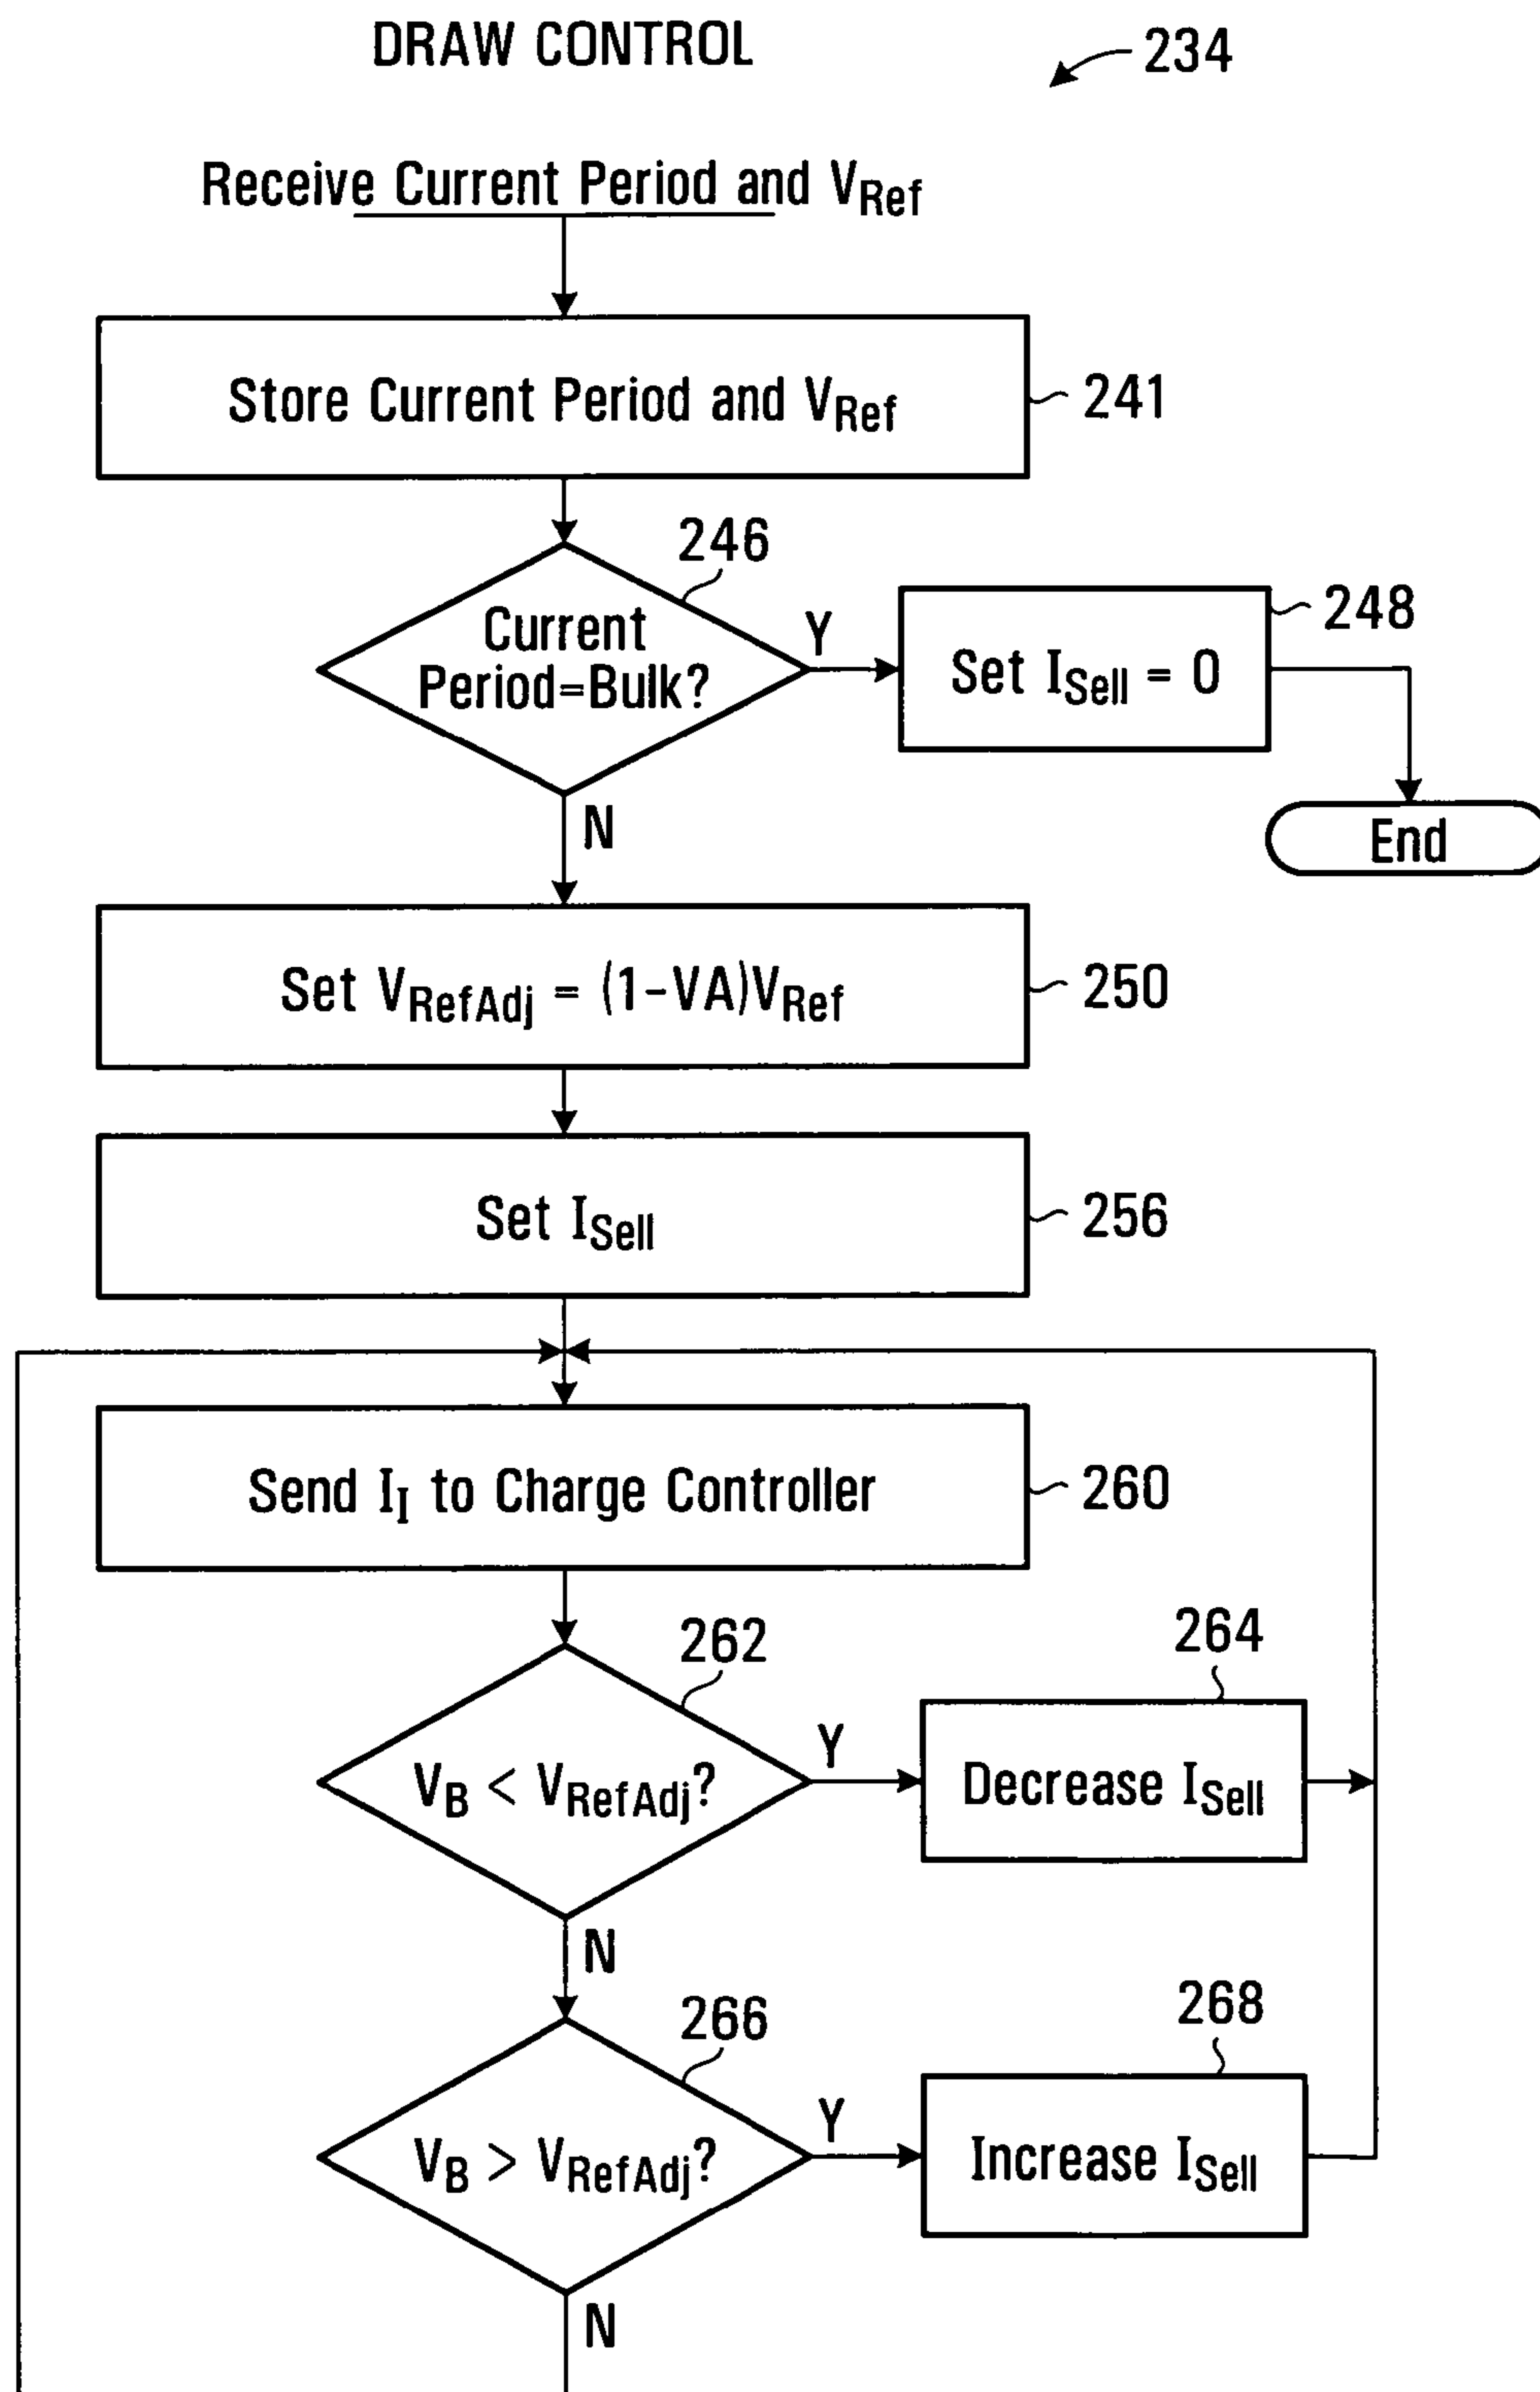 DRAW CONTROL
234
Receive Current Period and VRef
Store Current Period and VRef
241
246
Current
Period=Bulk?
Y
Set ISell = 0
248
End
N
Set VRefAdj = (1-VA)VRef
250
Set ISell
256
Send II to Charge Controller
260
262
VB < VRefAdj?
Y
264
Decrease ISell
N
266
VB > VRefAdj?
Y
268
Increase ISell
N